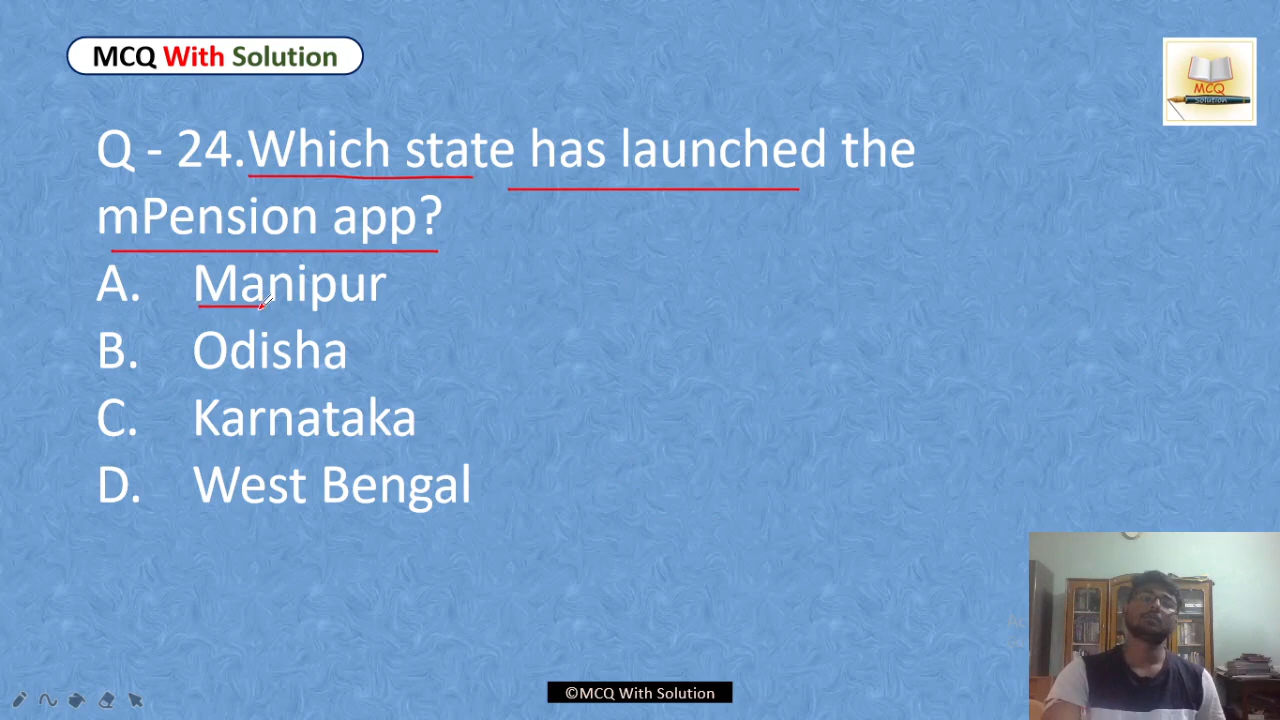 MCQ With Solution
MCQ
Solution
Q - 24.Which state has launched the
mPension app?
A. Manipur
B. Odisha
C. Karnataka
D. West Bengal
©MCQ With Solution